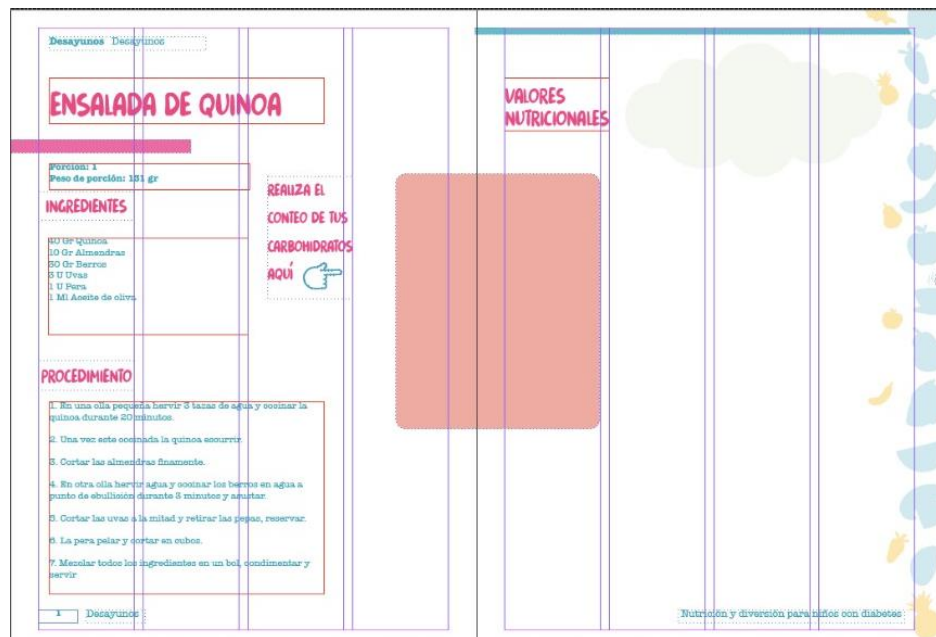 Desayunos Desayunos
ENSALADA DE QUINOA
Porción: 1
Peso de porción: 131 gr
INGREDIENTES
40 Gr Quinoa
10 Gr Almendras
30 Gr Berros
3 U Uvas
1 U Pera
1 Ml Aceite de oliva
REALIZA EL
CONTEO DE TUS
CARBOHIDRATOS
AQUÍ
PROCEDIMIENTO
1. En una olla pequeña hervir 3 tazas de agua y cocinar la
quinoa durante 20 minutos.
2. Una vez este cocinada la quinoa escurrir.
3. Cortar las almendras finamente.
4. En otra olla hervir agua y cocinar los berros en agua a
punto de ebullisión durante 3 minutos y asustar.
5. Cortar las uvas a la mitad y retirar las pepas, reservar.
6. La pera pelar y cortar en cubos.
7. Mezclar todos los ingredientes en un bol, condimentar y
servir
1 Desayunos
VALORES
NUTRICIONALES
Nutrición y diversión para niños con diabetes